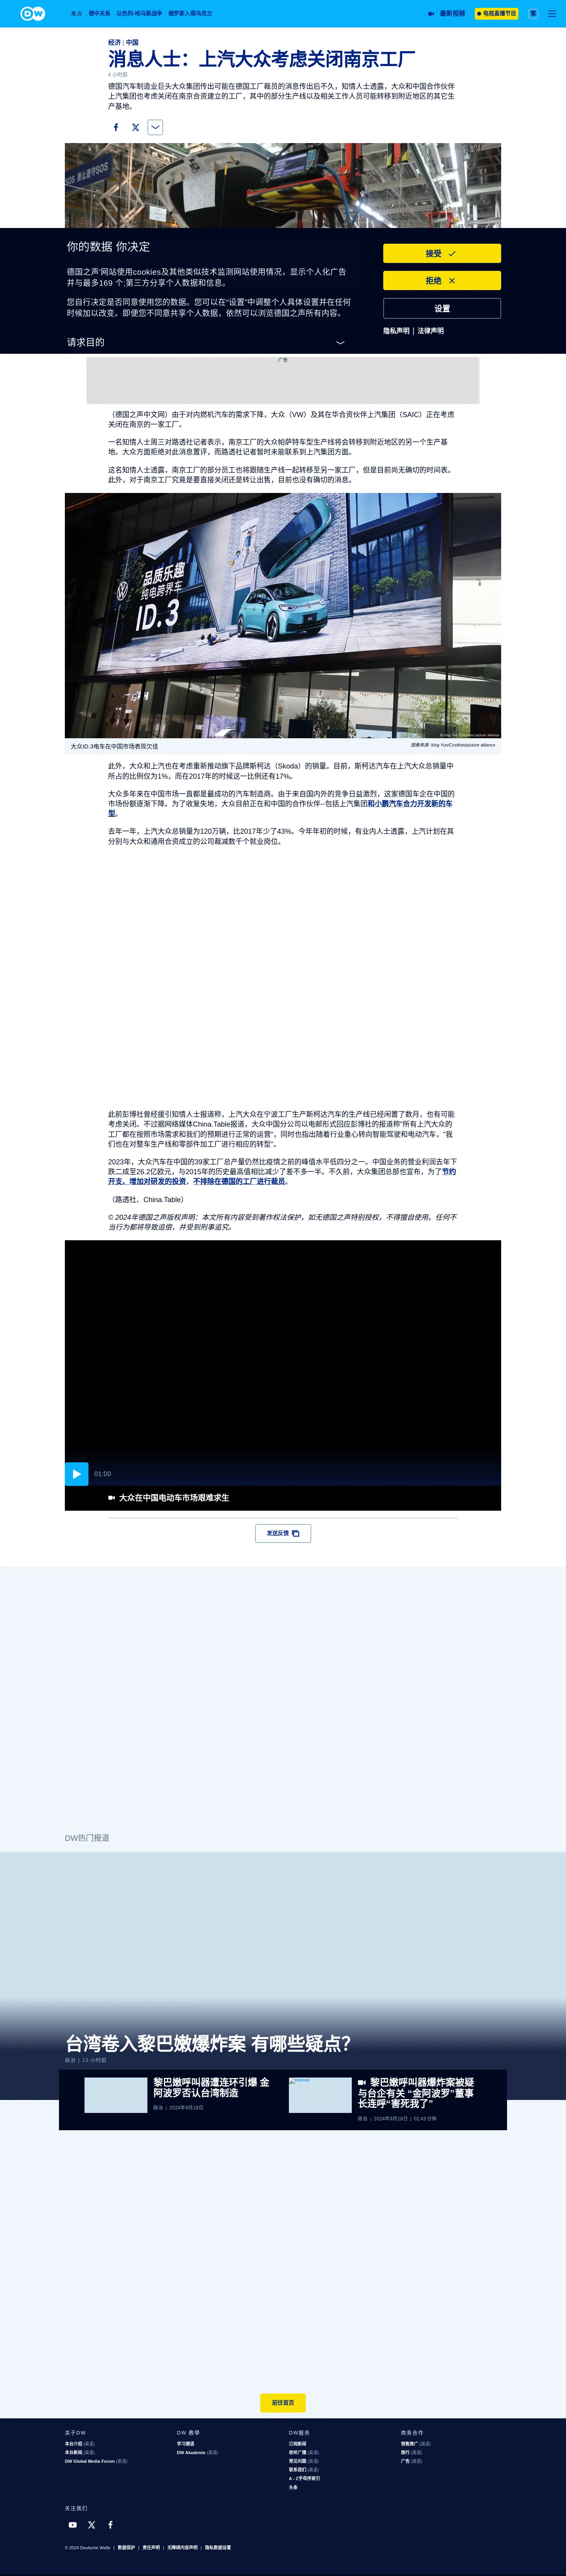 DW
焦点
德中关系
以色列-哈马斯战争
俄罗斯入侵乌克兰
最新视频
电视直播节目
繁
经济 | 中国
消息人士：上汽大众考虑关闭南京工厂
4 小时前
德国汽车制造业巨头大众集团传出可能在德国工厂裁员的消息传出后不久，知情人士透露，大众和中国合作伙伴
上汽集团也考虑关闭在南京合资建立的工厂，其中的部分生产线以及相关工作人员可能转移到附近地区的其它生
产基地。
SOS
你的数据 你决定
德国之声'网站使用cookies及其他类似技术监测网站使用情况，显示个人化广告
并与最多169 个;第三方分享个人数据和信息。
您自行决定是否同意使用您的数据。您可以在"设置"中调整个人具体设置并在任何
时候加以改变。即便您不同意共享个人数据，依然可以浏览德国之声所有内容。
请求目的
接受
拒绝
设置
隐私声明 | 法律声明
广告
（德国之声中文网）由于对内燃机汽车的需求下降，大众（VW）及其在华合资伙伴上汽集团（SAIC）正在考虑
关闭在南京的一家工厂。
一名知情人士周三对路透社记者表示，南京工厂的大众帕萨特车型生产线将会转移到附近地区的另一个生产基
地。大众方面拒绝对此消息置评，而路透社记者暂时未能联系到上汽集团方面。
这名知情人士透露，南京工厂的部分员工也将跟随生产线一起转移至另一家工厂，但是目前尚无确切的时间表。
此外，对于南京工厂究竟是要直接关闭还是转让出售，目前也没有确切的消息。
品质乐趣
纯电跨界车
ID.3
大众ID.3电车在中国市场表现欠佳
图像来源: Xing Yun/Costfoto/picture alliance
此外，大众和上汽也在考虑重新推动旗下品牌斯柯达（Skoda）的销量。目前，斯柯达汽车在上汽大众总销量中
所占的比例仅为1%，而在2017年的时候这一比例还有17%。
大众多年来在中国市场一直都是最成功的汽车制造商。由于来自国内外的竞争日益激烈，这家德国车企在中国的
市场份额逐渐下降。为了收复失地，大众目前正在和中国的合作伙伴--包括上汽集团和小鹏汽车合力开发新的车
型。
去年一年，上汽大众总销量为120万辆，比2017年少了43%。今年年初的时候，有业内人士透露，上汽计划在其
分别与大众和通用合资成立的公司裁减数千个就业岗位。
此前彭博社曾经援引知情人士报道称，上汽大众在宁波工厂生产斯柯达汽车的生产线已经闲置了数月，也有可能
关闭。不过据网络媒体China.Table报道，大众中国分公司以电邮形式回应彭博社的报道称"所有上汽大众的
工厂都在按照市场需求和我们的预期进行正常的运营"，同时也指出随着行业重心转向智能驾驶和电动汽车，"我
们也在对整车生产线和零部件加工厂进行相应的转型"。
2023年，大众汽车在中国的39家工厂总产量仍然比疫情之前的峰值水平低四分之一。中国业务的营业利润去年下
跌二成至26.2亿欧元，与2015年的历史最高值相比减少了差不多一半。不久前，大众集团总部也宣布，为了节约
开支、增加对研发的投资，不排除在德国的工厂进行裁员。
（路透社、China.Table）
© 2024年德国之声版权声明：本文所有内容受到著作权法保护，如无德国之声特别授权，不得擅自使用。任何不
当行为都将导致追偿，并受到刑事追究。
01:00
大众在中国电动车市场艰难求生
发送反馈
DW热门报道
台湾卷入黎巴嫩爆炸案 有哪些疑点？
政治 | 13 小时前
黎巴嫩呼叫器遭连环引爆 金
阿波罗否认台湾制造
政治 | 2024年9月18日
黎巴嫩呼叫器爆炸案被疑
与台企有关 "金阿波罗"董事
长连呼"害死我了"
政治 | 2024年9月18日 | 01:43 分钟
前往首页
关于DW
本台介绍 (英语)
本台新闻 (英语)
DW Global Media Forum (英语)
DW 教学
学习德语
DW Akademie (英语)
DW服务
订阅新闻
收听广播 (英语)
常见问题 (英语)
联系我们 (英语)
A - Z字母序索引
头条
商务合作
销售推广 (英语)
旅行 (英语)
广告 (英语)
关注我们
© 2024 Deutsche Welle | 数据保护 | 责任声明 | 无障碍内容声明 | 隐私数据设置